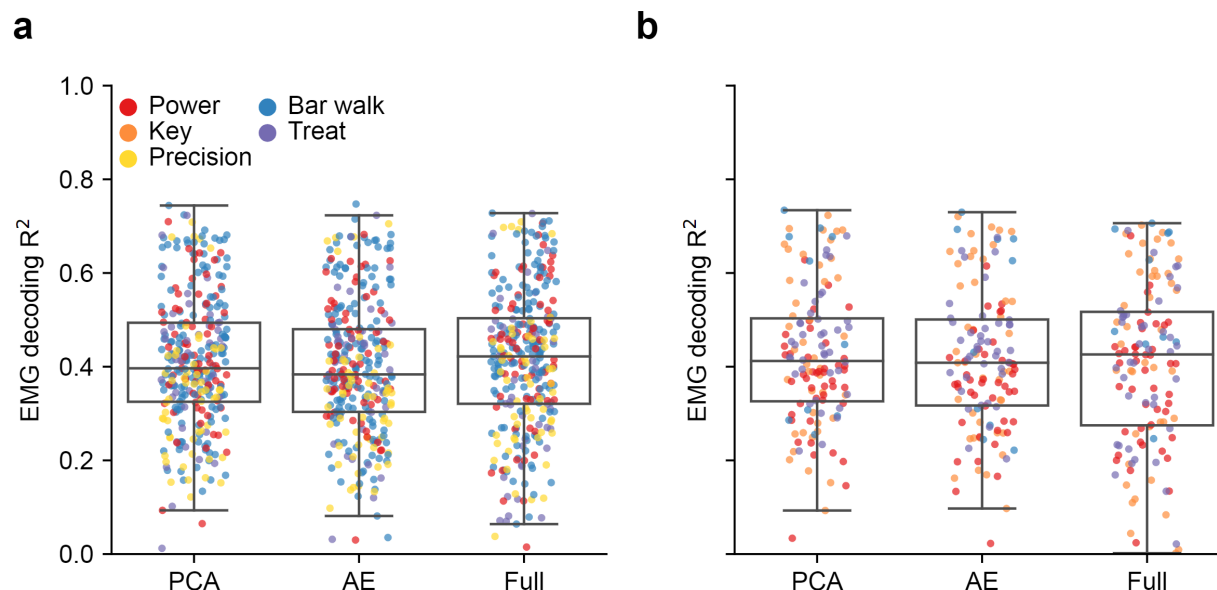 a
b
1.0
0.8
0.6
0.4
0.2
0.0
EMG decoding R²
Power
Key
Precision
Bar walk
Treat
PCA
AE
Full
EMG decoding R²
PCA
AE
Full